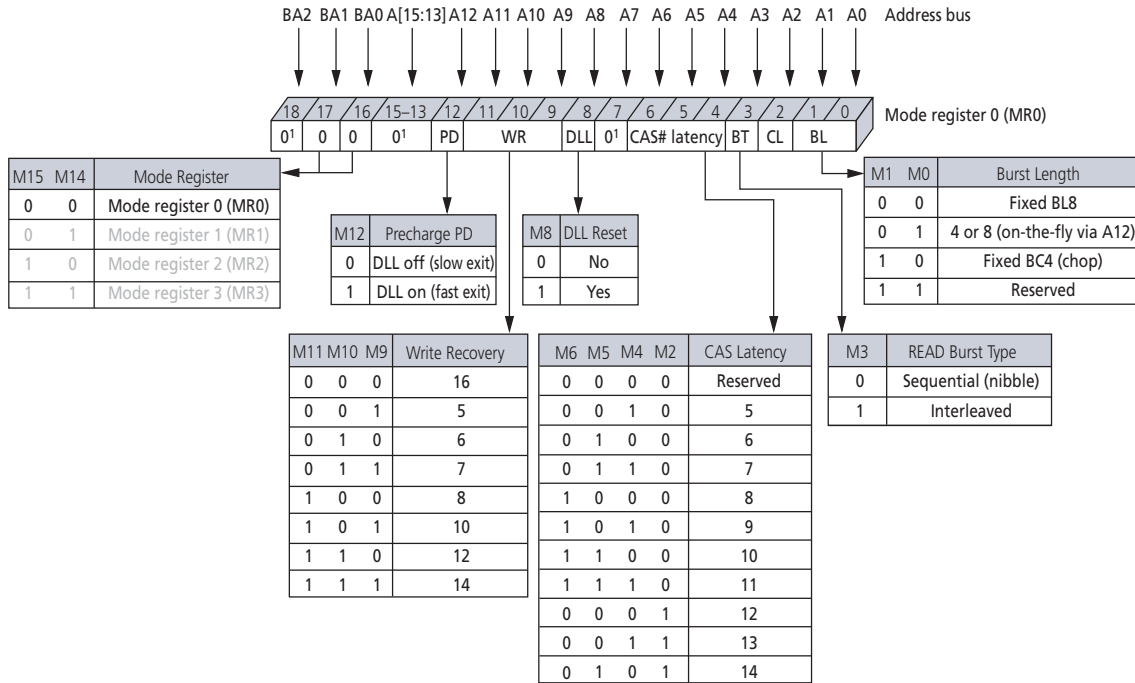 BA2 BA1 BA0 A[15:13] A12 A11 A10 A9 A8 A7 A6 A5 A4 A3 A2 A1 A0 Address bus
18 17 16 15–13 12 11 10 9 8 7 6 5 4 3 2 1 0 Mode register 0 (MR0)
0¹ 0 0 0¹ PD WR DLL 0¹ CAS# latency BT CL BL
M15 M14 Mode Register
0 0 Mode register 0 (MR0)
0 1 Mode register 1 (MR1)
1 0 Mode register 2 (MR2)
1 1 Mode register 3 (MR3)
M12 Precharge PD
0 DLL off (slow exit)
1 DLL on (fast exit)
M8 DLL Reset
0 No
1 Yes
M1 M0 Burst Length
0 0 Fixed BL8
0 1 4 or 8 (on-the-fly via A12)
1 0 Fixed BC4 (chop)
1 1 Reserved
M11 M10 M9 Write Recovery
0 0 0 16
0 0 1 5
0 1 0 6
0 1 1 7
1 0 0 8
1 0 1 10
1 1 0 12
1 1 1 14
M6 M5 M4 M2 CAS Latency
0 0 0 0 Reserved
0 0 1 0 5
0 1 0 0 6
0 1 1 0 7
1 0 0 0 8
1 0 1 0 9
1 1 0 0 10
1 1 1 0 11
0 0 0 1 12
0 0 1 1 13
0 1 0 1 14
M3 READ Burst Type
0 Sequential (nibble)
1 Interleaved